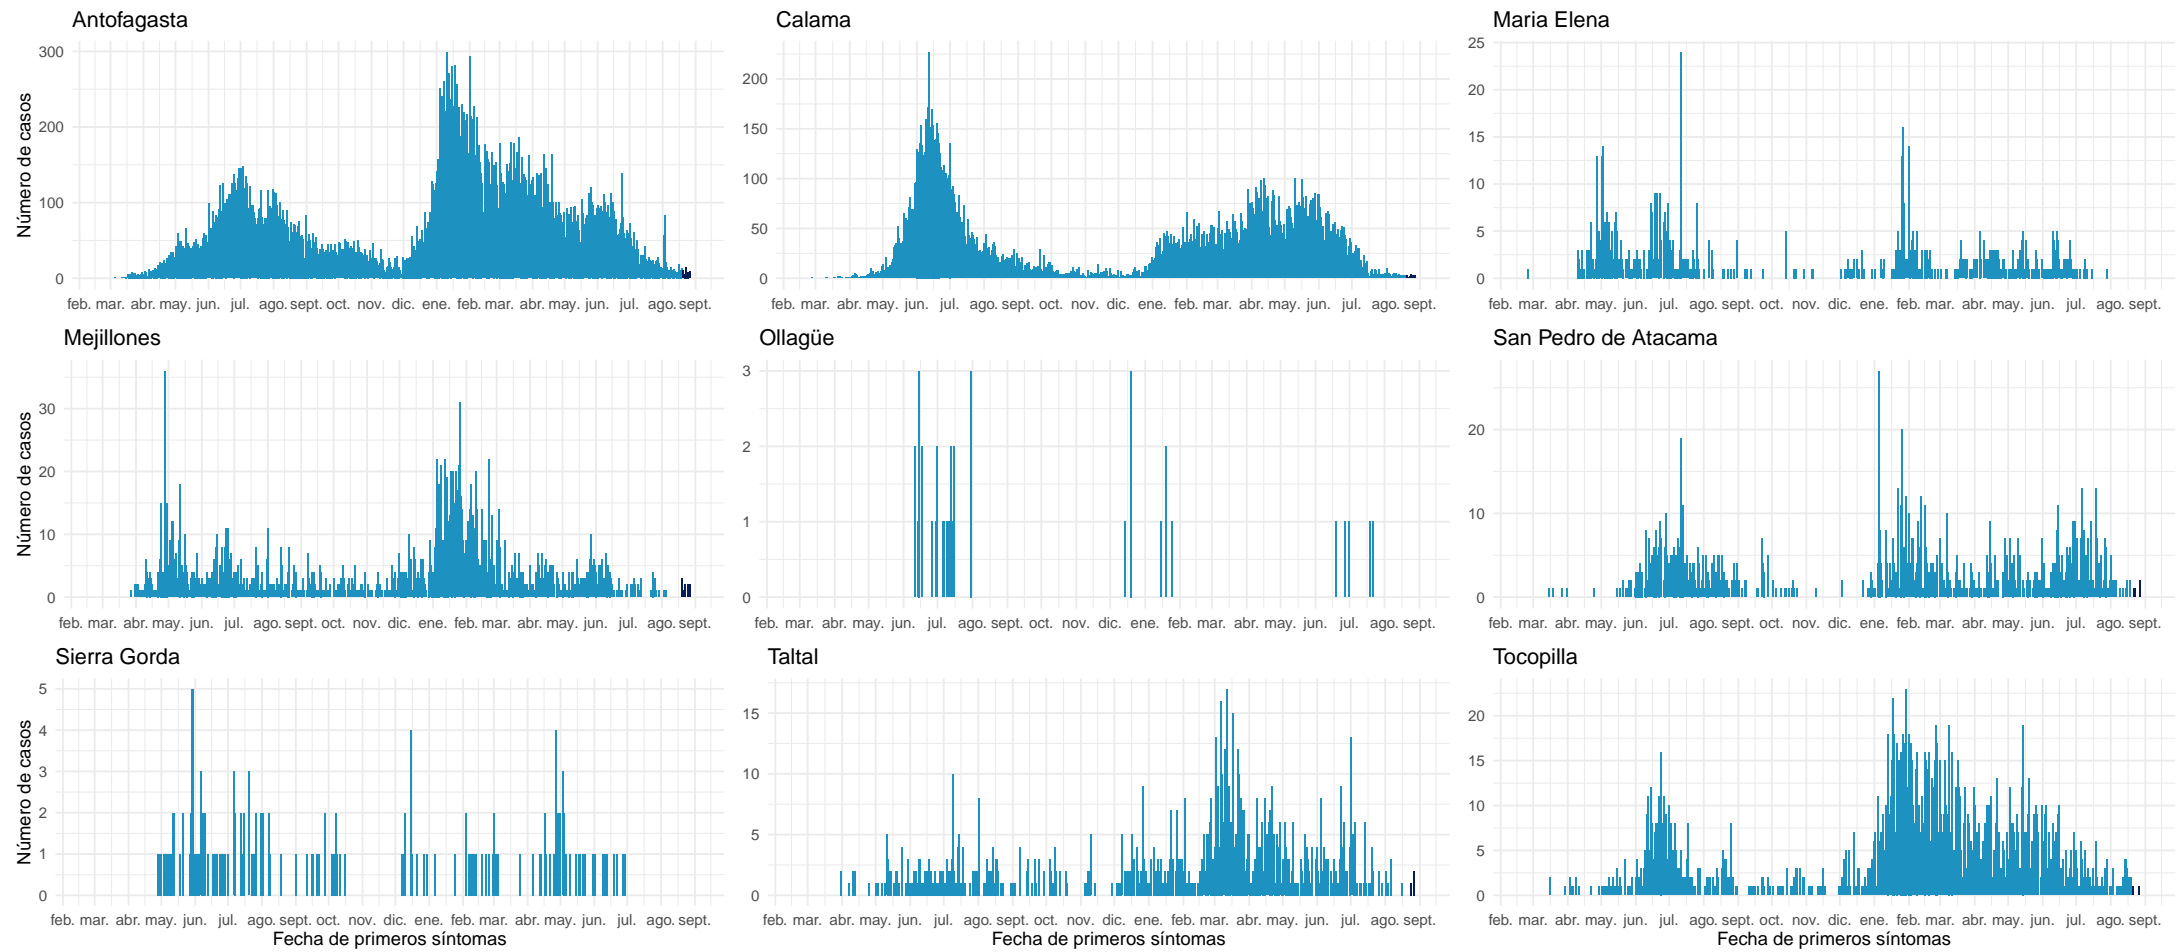 Antofagasta
Calama
Maria Elena
Número de casos
300
200
100
0
200
150
100
50
0
25
20
15
10
5
0
feb. mar. abr. may. jun. jul. ago. sept. oct. nov. dic. ene. feb. mar. abr. may. jun. jul. ago. sept.
feb. mar. abr. may. jun. jul. ago. sept. oct. nov. dic. ene. feb. mar. abr. may. jun. jul. ago. sept.
feb. mar. abr. may. jun. jul. ago. sept. oct. nov. dic. ene. feb. mar. abr. may. jun. jul. ago. sept.
Mejillones
Ollagüe
San Pedro de Atacama
Número de casos
30
20
10
0
3
2
1
0
20
10
0
feb. mar. abr. may. jun. jul. ago. sept. oct. nov. dic. ene. feb. mar. abr. may. jun. jul. ago. sept.
feb. mar. abr. may. jun. jul. ago. sept. oct. nov. dic. ene. feb. mar. abr. may. jun. jul. ago. sept.
feb. mar. abr. may. jun. jul. ago. sept. oct. nov. dic. ene. feb. mar. abr. may. jun. jul. ago. sept.
Sierra Gorda
Taltal
Tocopilla
Número de casos
5
4
3
2
1
0
15
10
5
0
20
15
10
5
0
feb. mar. abr. may. jun. jul. ago. sept. oct. nov. dic. ene. feb. mar. abr. may. jun. jul. ago. sept.
feb. mar. abr. may. jun. jul. ago. sept. oct. nov. dic. ene. feb. mar. abr. may. jun. jul. ago. sept.
feb. mar. abr. may. jun. jul. ago. sept. oct. nov. dic. ene. feb. mar. abr. may. jun. jul. ago. sept.
Fecha de primeros síntomas
Fecha de primeros síntomas
Fecha de primeros síntomas